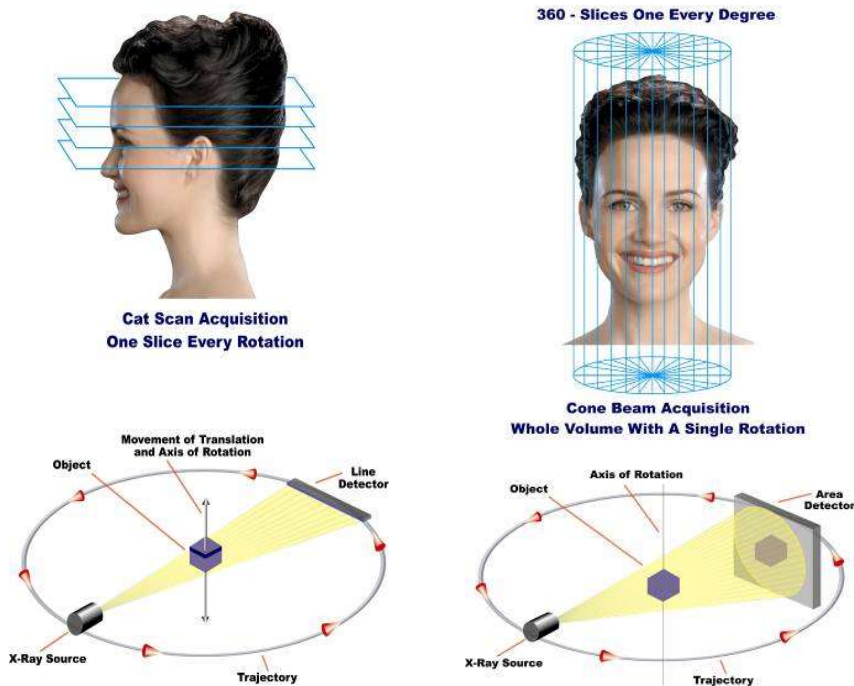 360 - Slices One Every Degree
Cat Scan Acquisition
One Slice Every Rotation
Cone Beam Acquisition
Whole Volume With A Single Rotation
Movement of Translation
and Axis of Rotation
Object
Line
Detector
X-Ray Source
Trajectory
Axis of Rotation
Object
Area
Detector
X-Ray Source
Trajectory